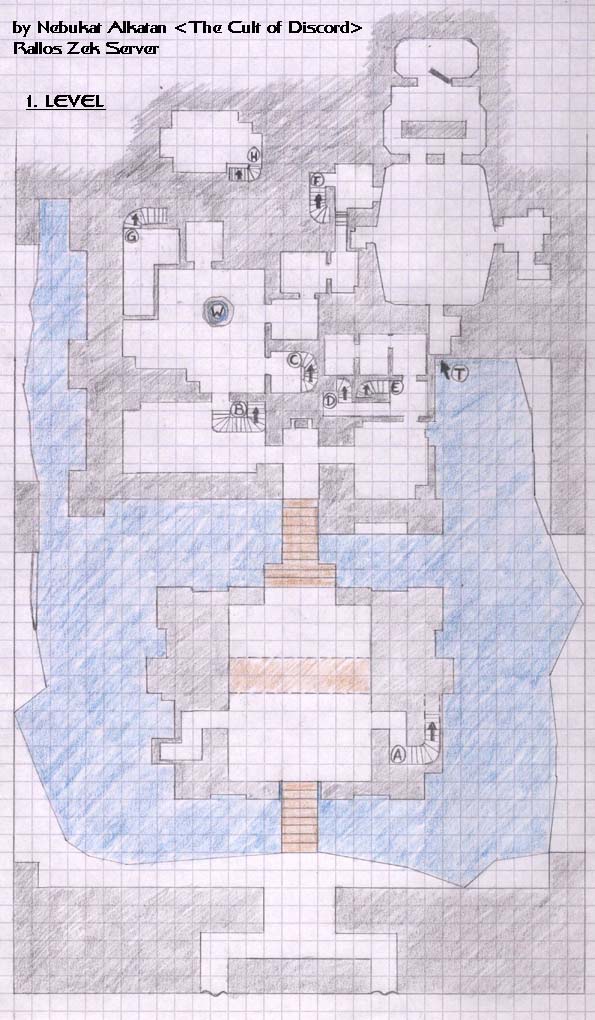 by Nebukat Alkatan <The Cult of Discord>
Rallos Zek Server
1. LEVEL
H
F
G
W
C
E
T
D
B
A